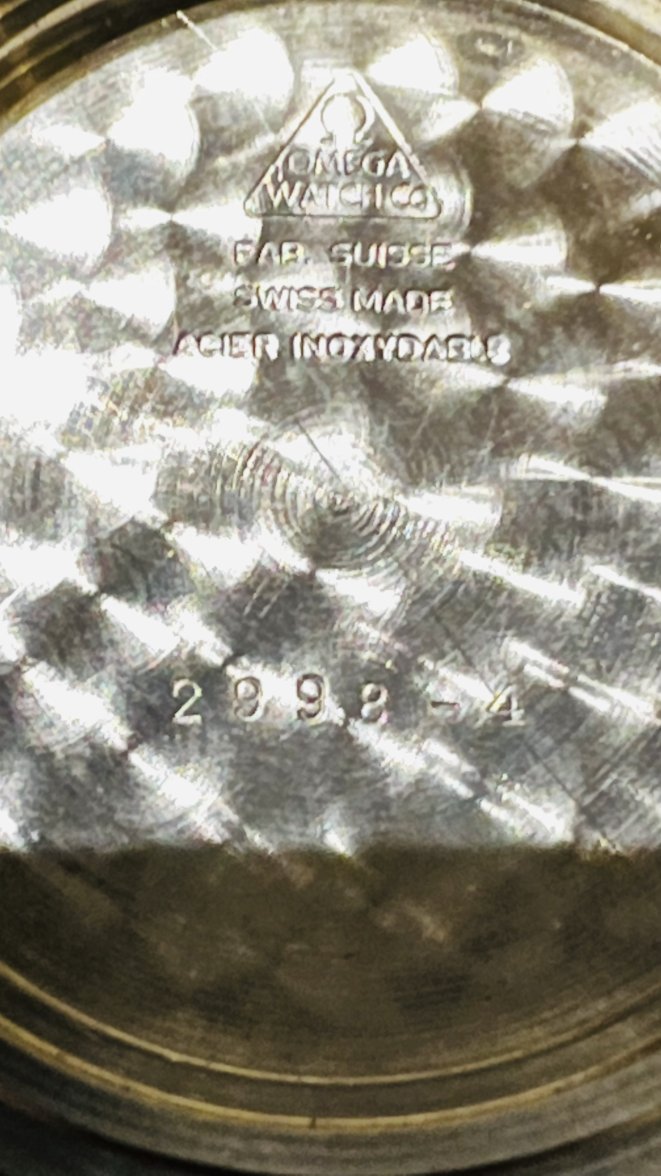 Ω
OMEGA
WATCH Co
FAB. SUISSE
SWISS MADE
ACIER INOXYDABLE
2998-4